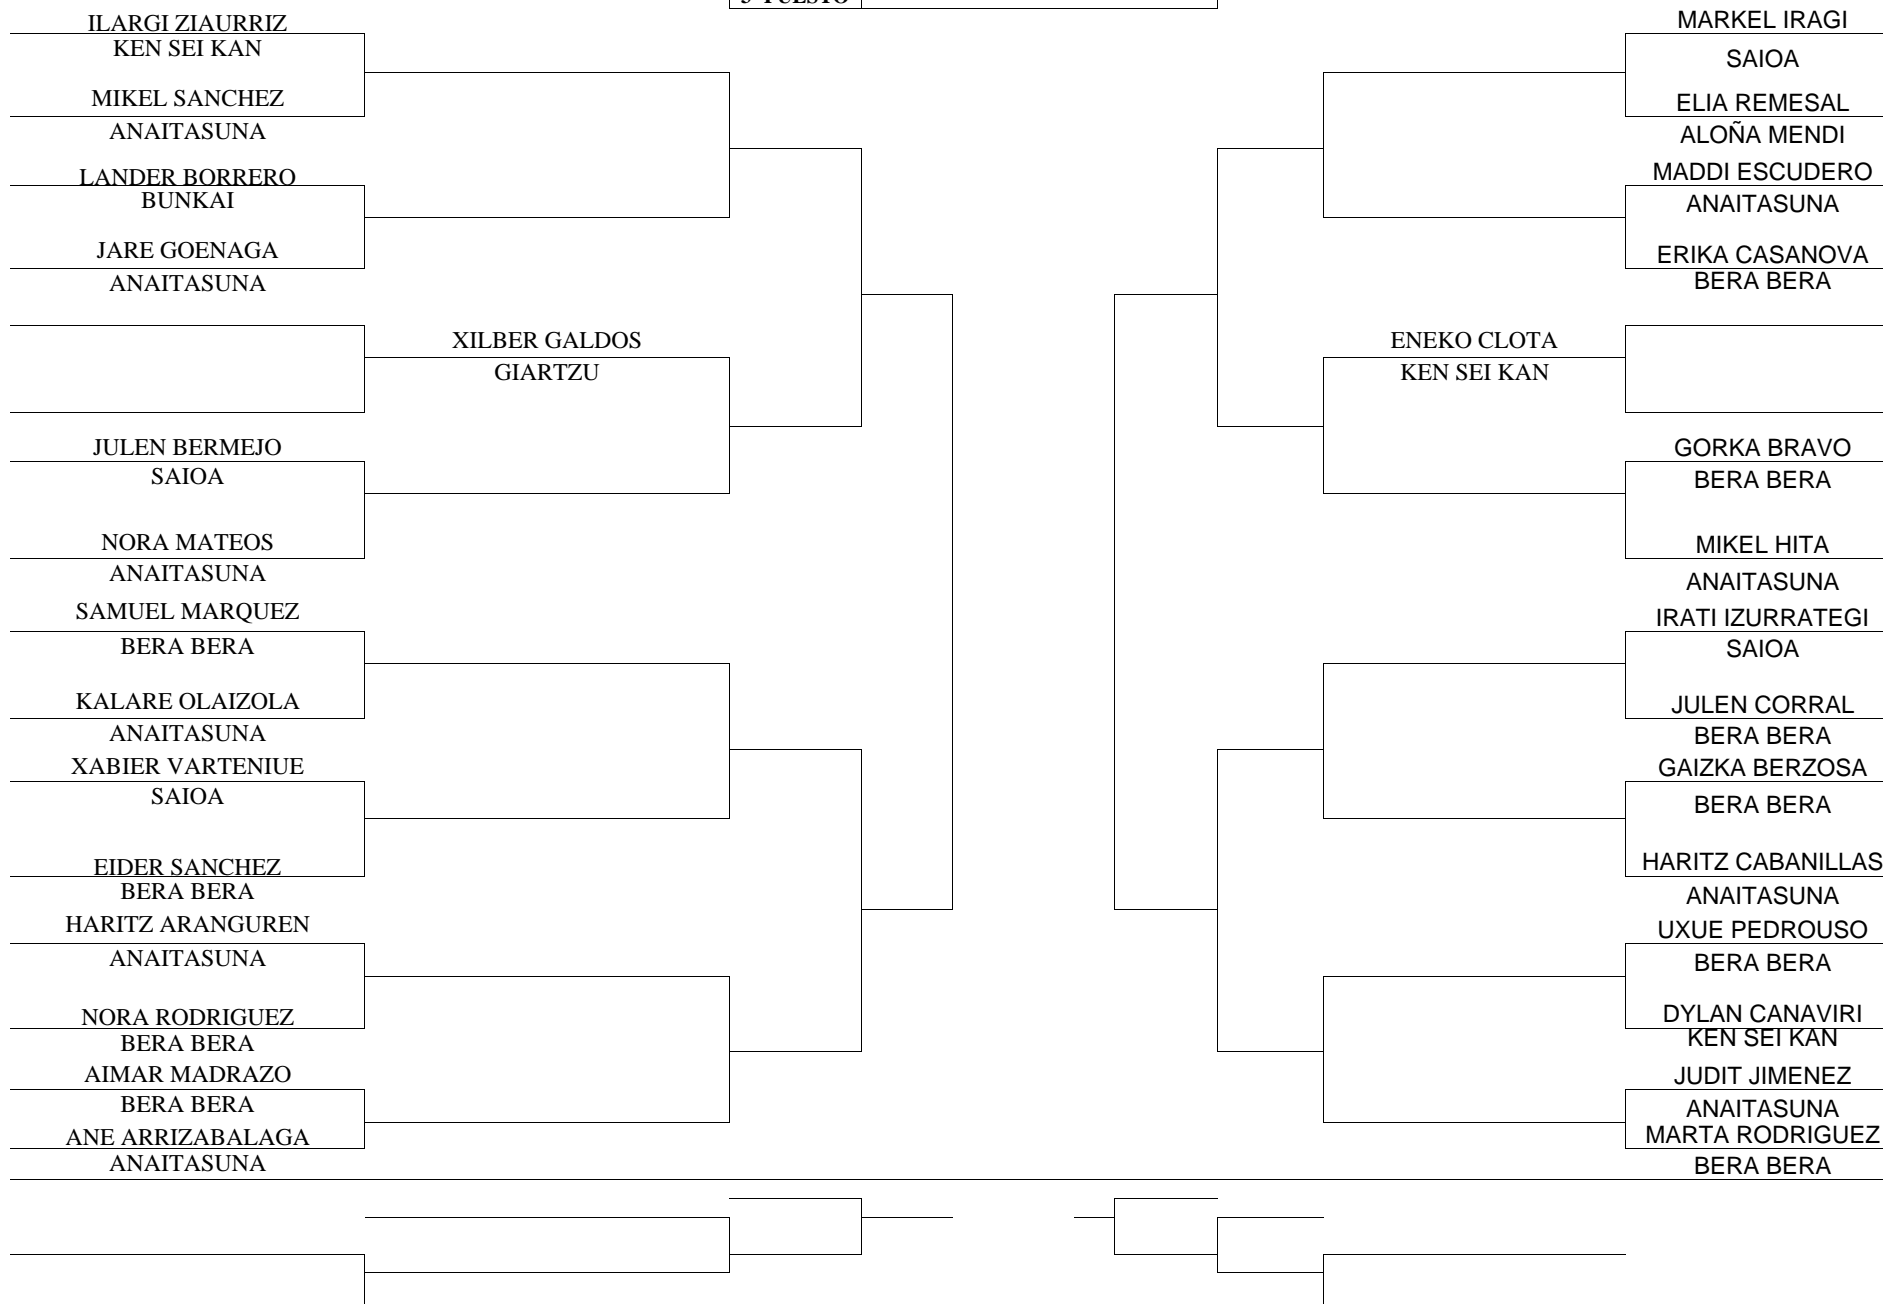 3º PUESTO
ILARGI ZIAURRIZ
KEN SEI KAN
MIKEL SANCHEZ
ANAITASUNA
LANDER BORRERO
BUNKAI
JARE GOENAGA
ANAITASUNA
XILBER GALDOS
GIARTZU
JULEN BERMEJO
SAIOA
NORA MATEOS
ANAITASUNA
SAMUEL MARQUEZ
BERA BERA
KALARE OLAIZOLA
ANAITASUNA
XABIER VARTENIUE
SAIOA
EIDER SANCHEZ
BERA BERA
HARITZ ARANGUREN
ANAITASUNA
NORA RODRIGUEZ
BERA BERA
AIMAR MADRAZO
BERA BERA
ANE ARRIZABALAGA
ANAITASUNA
MARKEL IRAGI
SAIOA
ELIA REMESAL
ALOÑA MENDI
MADDI ESCUDERO
ANAITASUNA
ERIKA CASANOVA
BERA BERA
ENEKO CLOTA
KEN SEI KAN
GORKA BRAVO
BERA BERA
MIKEL HITA
ANAITASUNA
IRATI IZURRATEGI
SAIOA
JULEN CORRAL
BERA BERA
GAIZKA BERZOSA
BERA BERA
HARITZ CABANILLAS
ANAITASUNA
UXUE PEDROUSO
BERA BERA
DYLAN CANAVIRI
KEN SEI KAN
JUDIT JIMENEZ
ANAITASUNA
MARTA RODRIGUEZ
BERA BERA